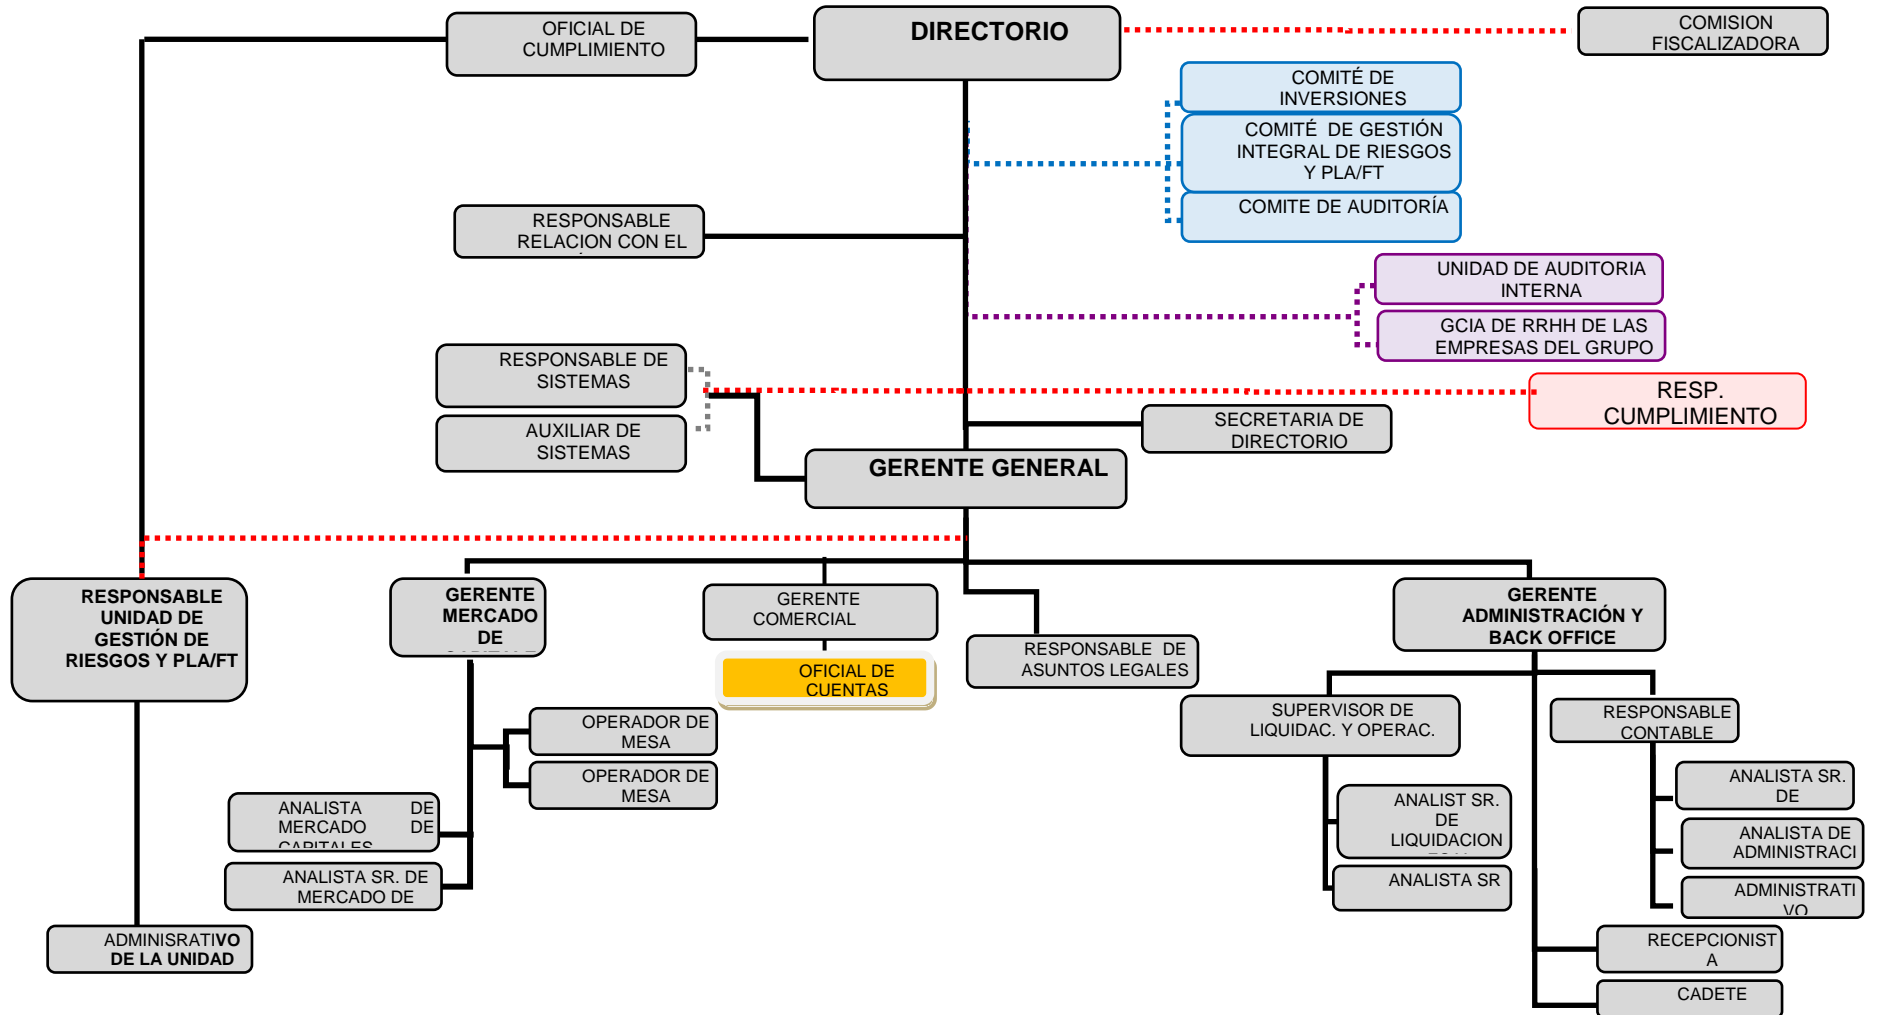 OFICIAL DE
CUMPLIMIENTO
DIRECTORIO
COMISION
FISCALIZADORA
COMITÉ DE
INVERSIONES
COMITÉ DE GESTIÓN
INTEGRAL DE RIESGOS
Y PLA/FT
COMITE DE AUDITORÍA
RESPONSABLE
RELACION CON EL
UNIDAD DE AUDITORIA
INTERNA
GCIA DE RRHH DE LAS
EMPRESAS DEL GRUPO
RESPONSABLE DE
SISTEMAS
AUXILIAR DE
SISTEMAS
RESP.
CUMPLIMIENTO
SECRETARIA DE
DIRECTORIO
GERENTE GENERAL
RESPONSABLE
UNIDAD DE
GESTIÓN DE
RIESGOS Y PLA/FT
GERENTE
MERCADO
DE
GERENTE
COMERCIAL
OFICIAL DE
CUENTAS
RESPONSABLE DE
ASUNTOS LEGALES
GERENTE
ADMINISTRACIÓN Y
BACK OFFICE
OPERADOR DE
MESA
OPERADOR DE
MESA
ANALISTA DE
MERCADO DE
CAPITALES
ANALISTA SR. DE
MERCADO DE
SUPERVISOR DE
LIQUIDAC. Y OPERAC.
RESPONSABLE
CONTABLE
ANALIST SR.
DE
LIQUIDACION
ANALISTA SR
ANALISTA SR.
DE
ANALISTA DE
ADMINISTRACI
ADMINISTRATI
VO
ADMINISRATIVO
DE LA UNIDAD
RECEPCIONIST
A
CADETE